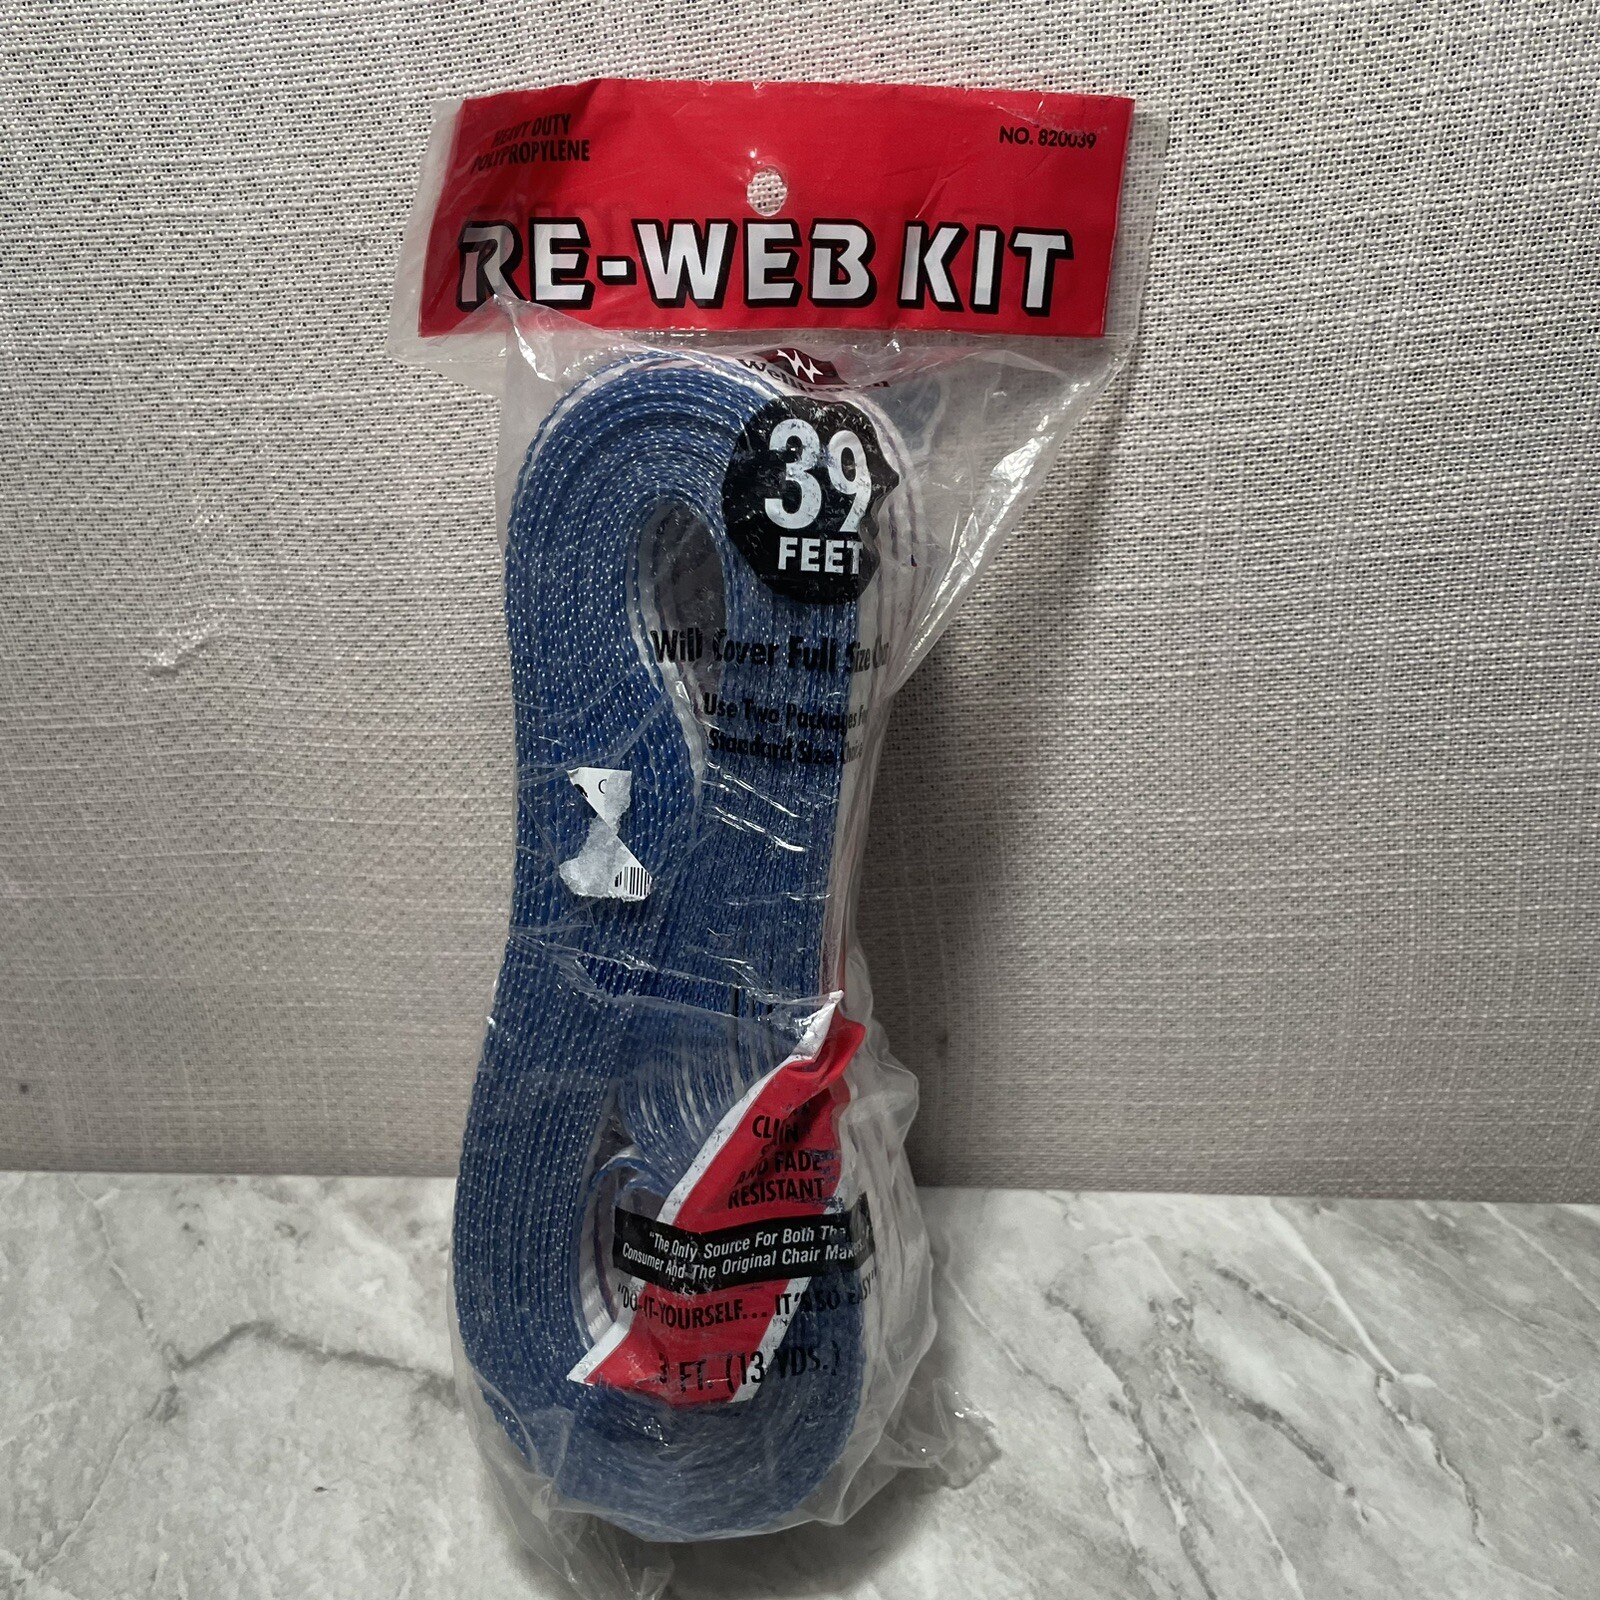 HEAVY DUTY
POLYPROPYLENE
NO. 820039
RE-WEB KIT
39
FEET
Will Cover Full Size
Use Two Packages
Standard Size
AND FADE
RESISTANT
"The Only Source For Both The
Consumer And The Original Chair
"DO-IT-YOURSELF... IT'S SO EASY"
FT. (13 YDS.)